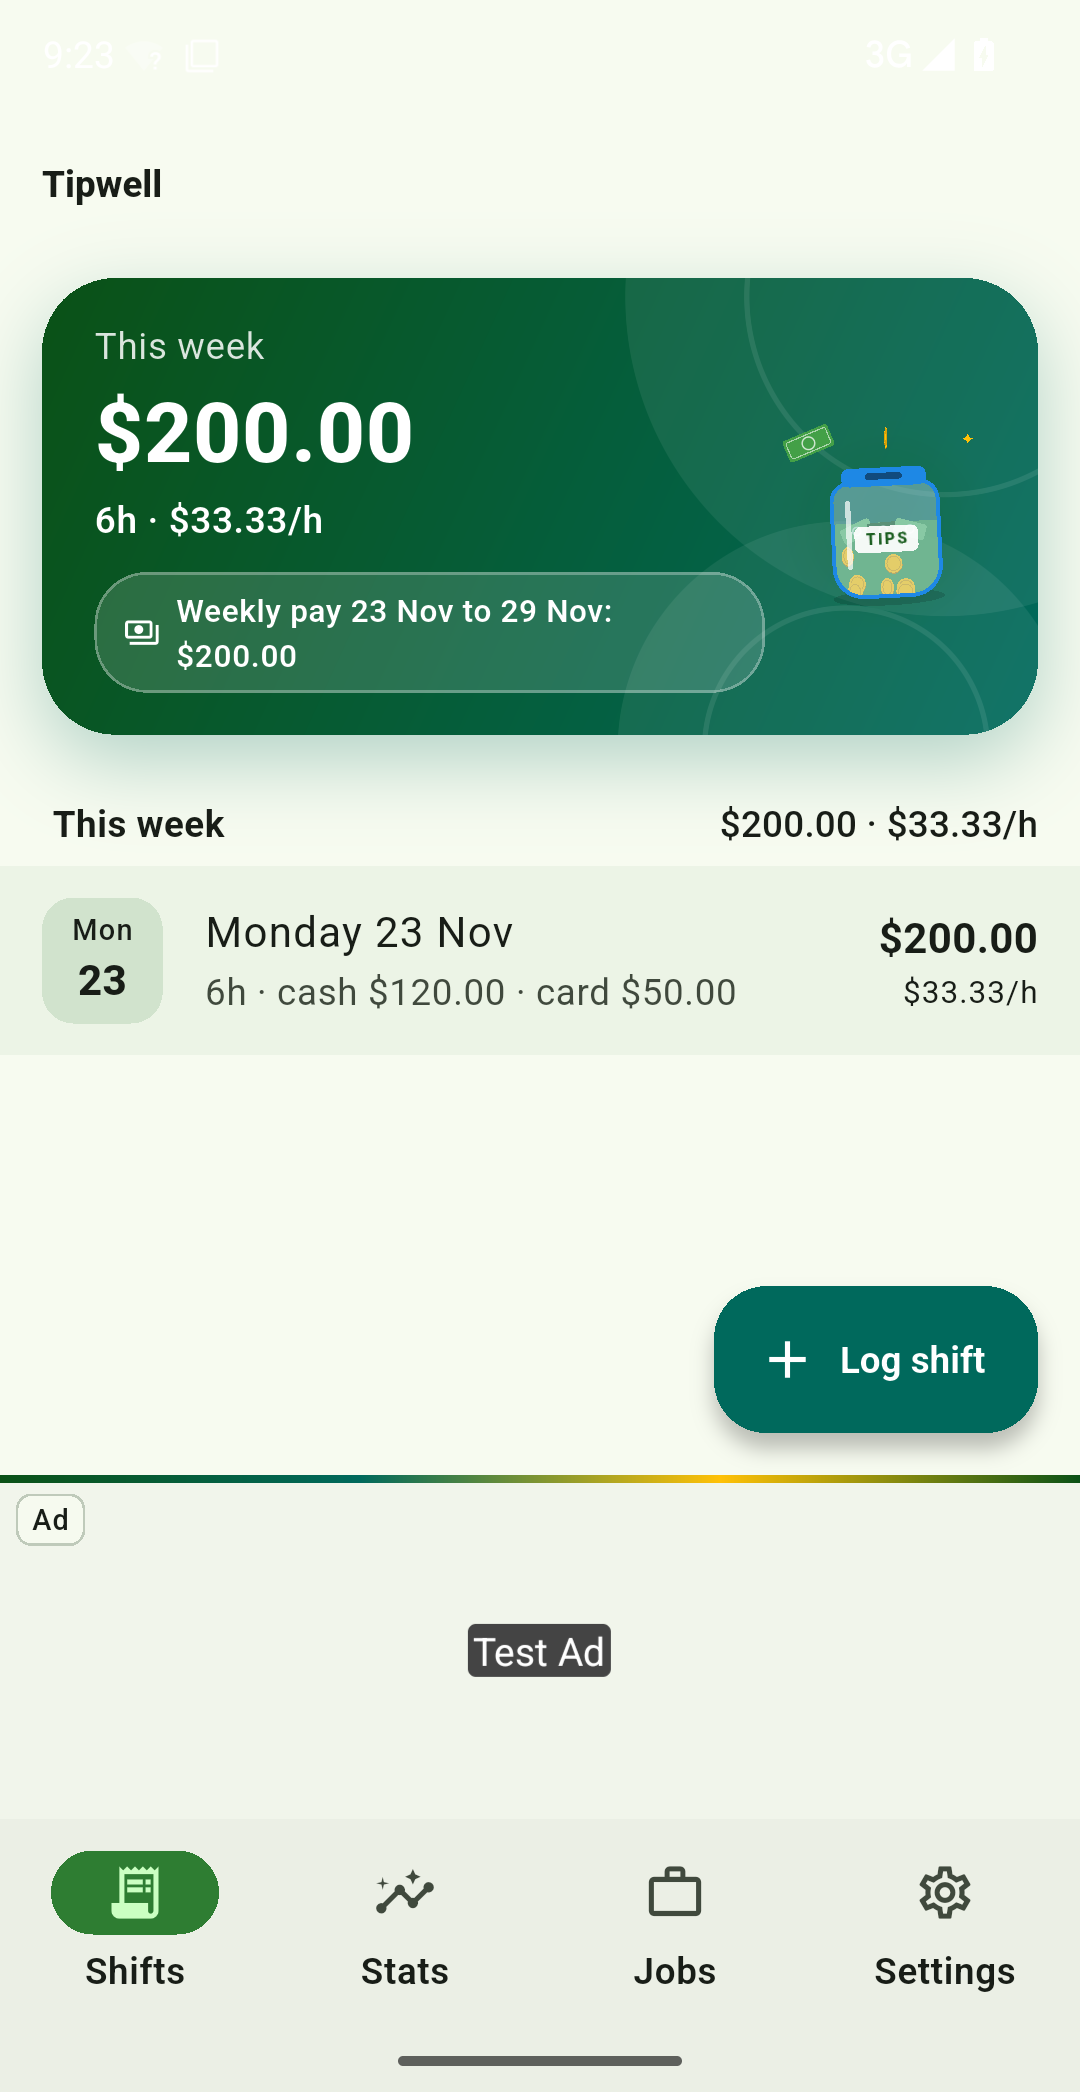 9:23
3G
Tipwell
This week
$200.00
6h · $33.33/h
Weekly pay 23 Nov to 29 Nov:
$200.00
TIPS
This week
$200.00 · $33.33/h
Mon
23
Monday 23 Nov
6h · cash $120.00 · card $50.00
$200.00
$33.33/h
Log shift
Ad
Test Ad
Shifts
Stats
Jobs
Settings